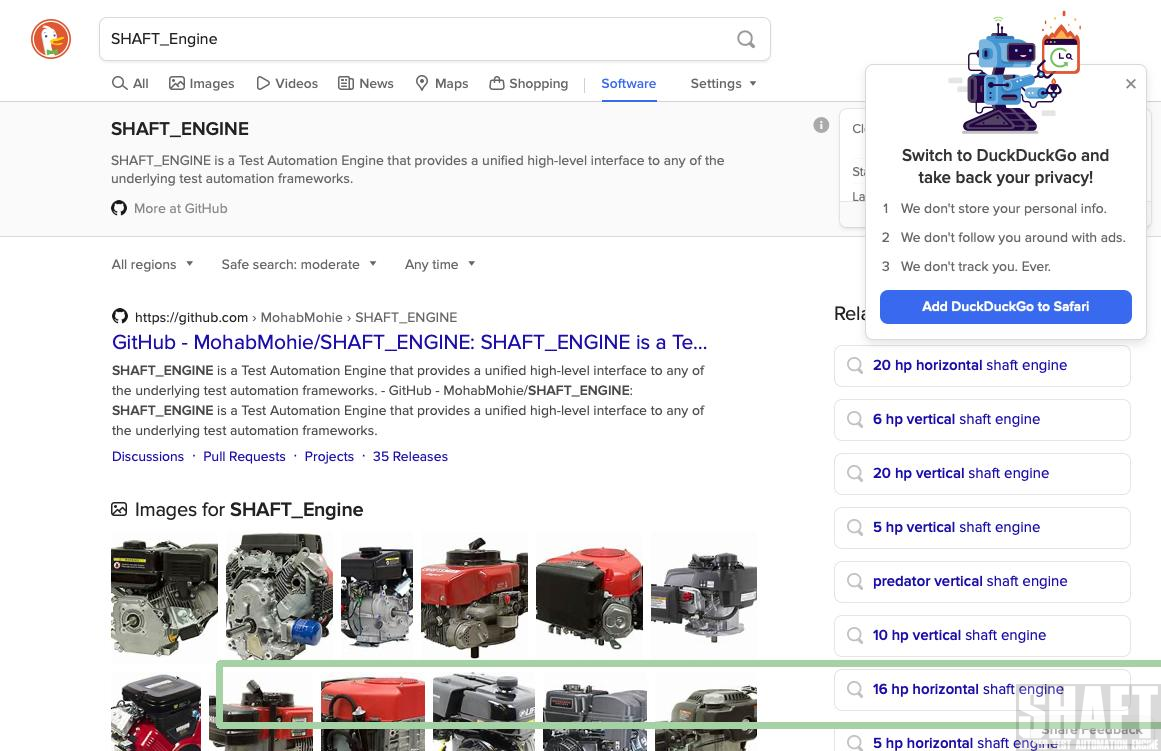 SHAFT_Engine
All Images Videos News Maps Shopping Software Settings
SHAFT_ENGINE
SHAFT_ENGINE is a Test Automation Engine that provides a unified high-level interface to any of the
underlying test automation frameworks.
More at GitHub
Switch to DuckDuckGo and
take back your privacy!
1 We don't store your personal info.
2 We don't follow you around with ads.
3 We don't track you. Ever.
Add DuckDuckGo to Safari
All regions Safe search: moderate Any time
https://github.com › MohabMohie › SHAFT_ENGINE
GitHub - MohabMohie/SHAFT_ENGINE: SHAFT_ENGINE is a Te...
SHAFT_ENGINE is a Test Automation Engine that provides a unified high-level interface to any of
the underlying test automation frameworks. - GitHub - MohabMohie/SHAFT_ENGINE:
SHAFT_ENGINE is a Test Automation Engine that provides a unified high-level interface to any of
the underlying test automation frameworks.
Discussions · Pull Requests · Projects · 35 Releases
Images for SHAFT_Engine
20 hp horizontal shaft engine
6 hp vertical shaft engine
20 hp vertical shaft engine
5 hp vertical shaft engine
predator vertical shaft engine
10 hp vertical shaft engine
16 hp horizontal shaft engine
5 hp horizontal shaft engine
SHAFT
Share Feedback